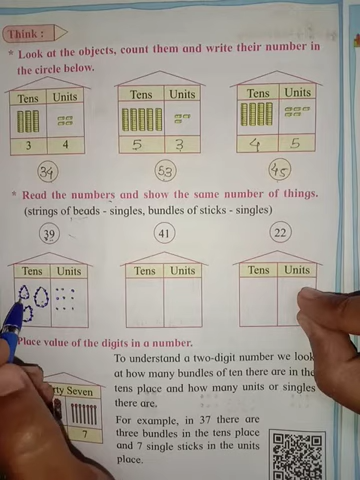 Think :
* Look at the objects, count them and write their number in
the circle below.
Tens Units Tens Units Tens Units
3 4 5 3 4 5
34 53 45
* Read the numbers and show the same number of things.
(strings of beads - singles, bundles of sticks - singles)
39 41 22
Tens Units Tens Units Tens Units
Place value of the digits in a number.
To understand a two-digit number we look
at how many bundles of ten there are in the
tens place and how many units or singles
there are.
rty Seven
7
For example, in 37 there are
three bundles in the tens place
and 7 single sticks in the units
place.